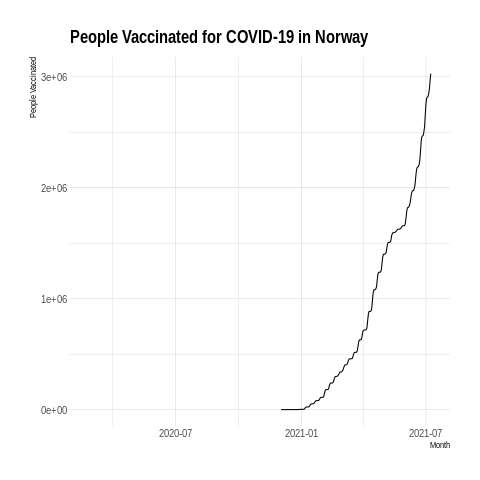 People Vaccinated for COVID-19 in Norway
People Vaccinated
3e+06
2e+06
1e+06
0e+00
2020-07
2021-01
2021-07
Month